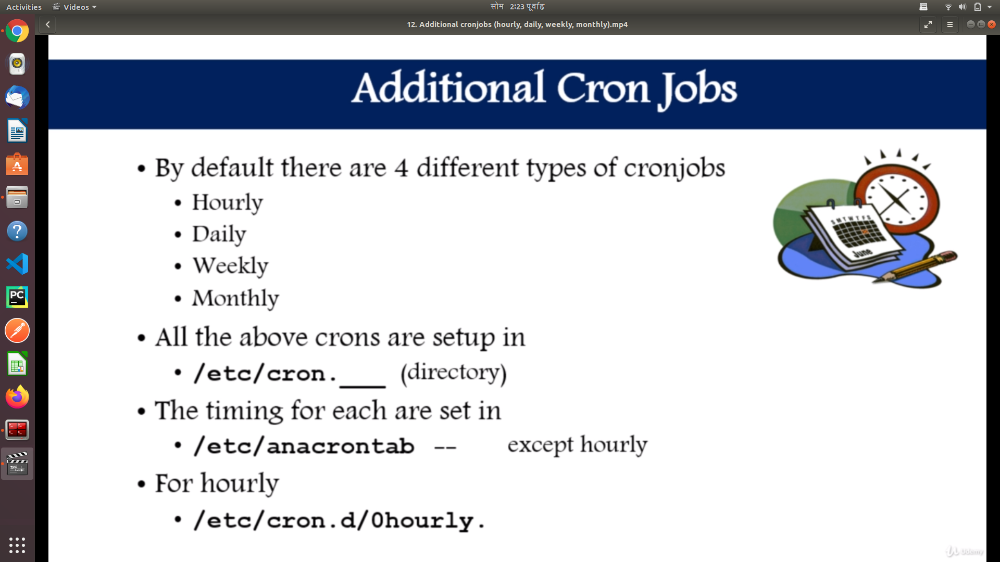 Activities
Videos
सोम 2:23 पूर्वाह्न
12. Additional cronjobs (hourly, daily, weekly, monthly).mp4
Additional Cron Jobs
• By default there are 4 different types of cronjobs
• Hourly
• Daily
• Weekly
• Monthly
S M T W T F S
June
• All the above crons are setup in
• /etc/cron.____ (directory)
• The timing for each are set in
• /etc/anacrontab -- except hourly
• For hourly
• /etc/cron.d/0hourly.
PC
Udemy